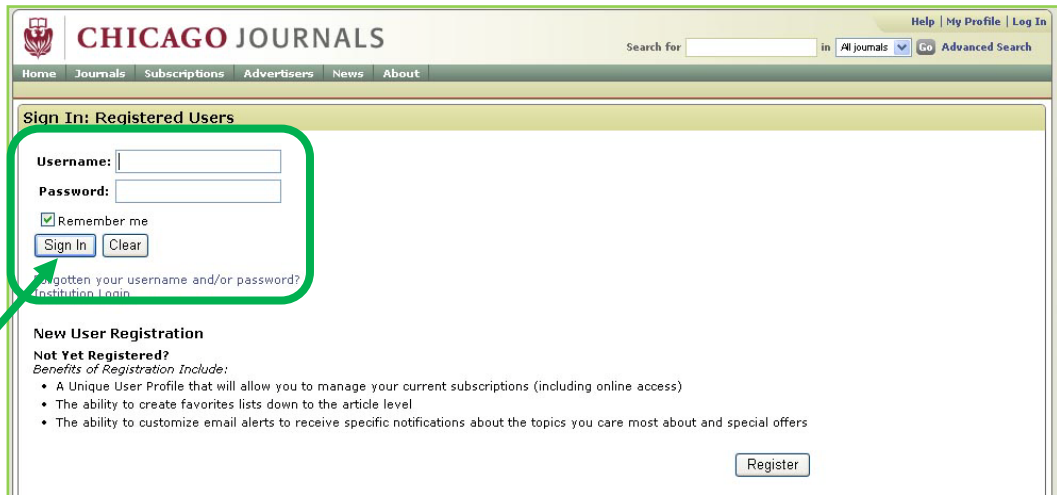 Help | My Profile | Log In
CHICAGO JOURNALS
Search for in All journals Go Advanced Search
Home Journals Subscriptions Advertisers News About
Sign In: Registered Users
Username:
Password:
Remember me
Sign In Clear
Forgotten your username and/or password?
Institution Login
New User Registration
Not Yet Registered?
Benefits of Registration Include:
• A Unique User Profile that will allow you to manage your current subscriptions (including online access)
• The ability to create favorites lists down to the article level
• The ability to customize email alerts to receive specific notifications about the topics you care most about and special offers
Register